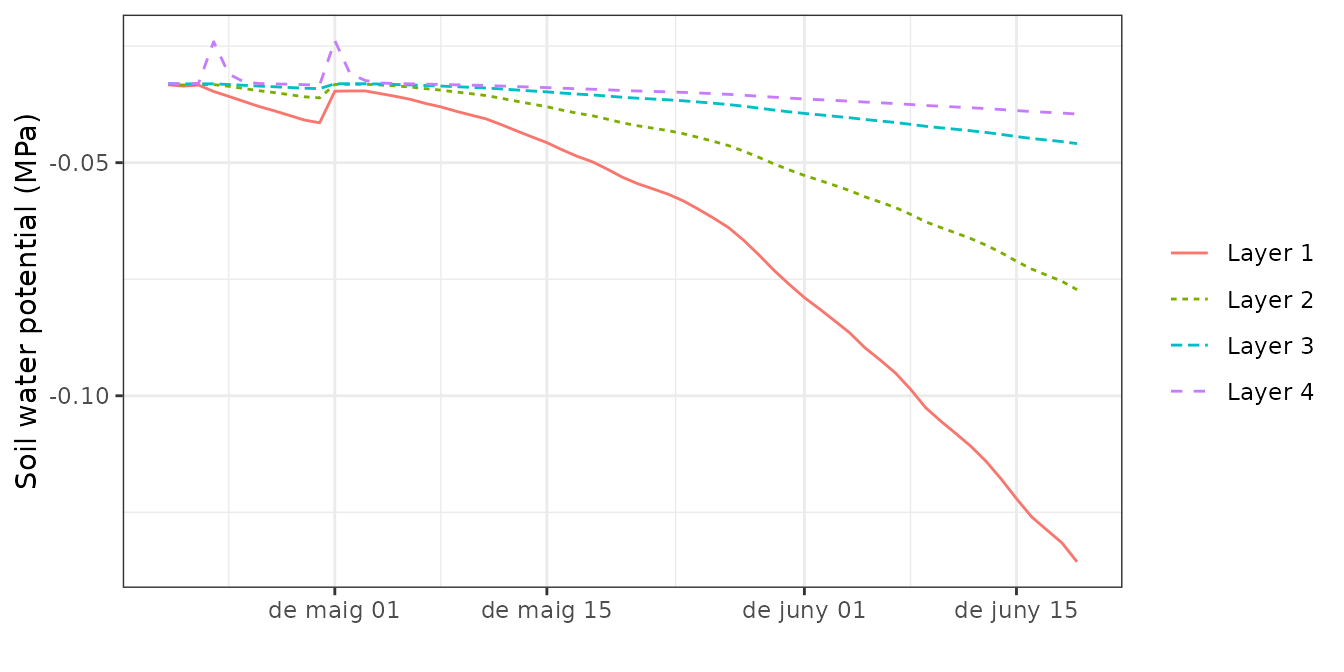 Soil water potential (MPa)
-0.05
-0.10
de maig 01
de maig 15
de juny 01
de juny 15
Layer 1
Layer 2
Layer 3
Layer 4